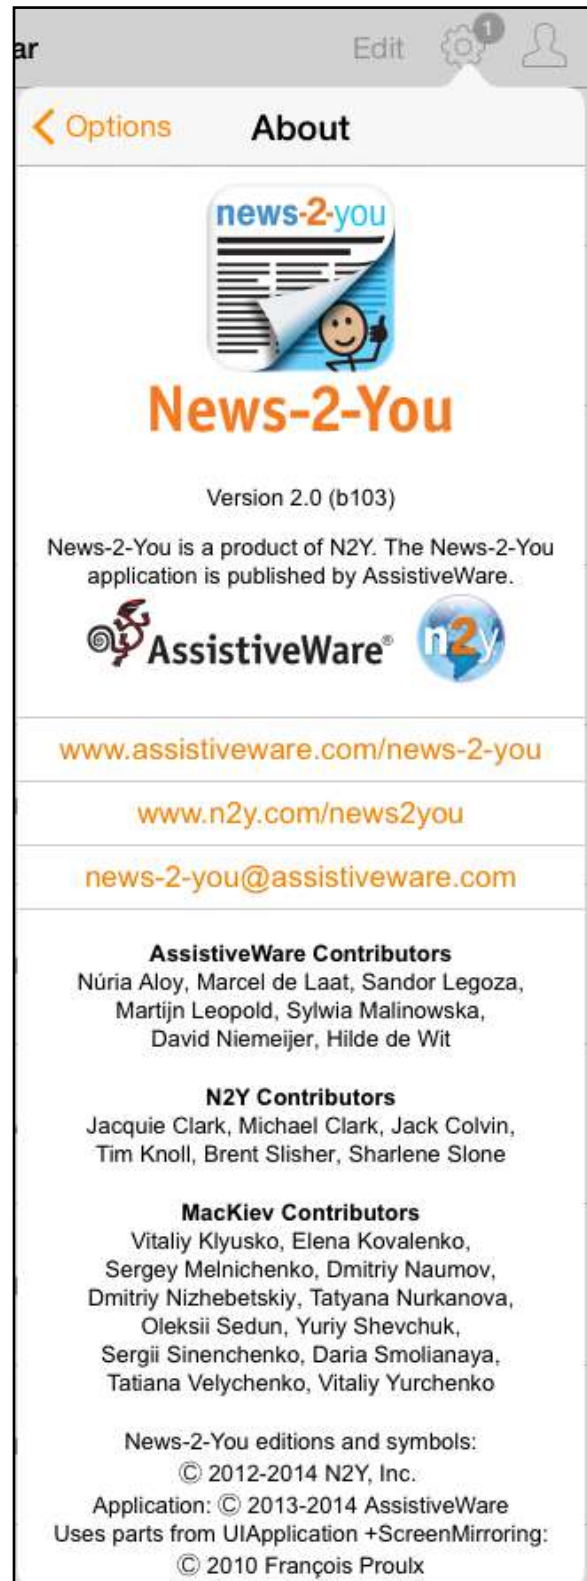 ar
Edit
1
Options
About
news-2-you
News-2-You
Version 2.0 (b103)
News-2-You is a product of N2Y. The News-2-You
application is published by AssistiveWare.
AssistiveWare®
n2y
www.assistiveware.com/news-2-you
www.n2y.com/news2you
news-2-you@assistiveware.com
AssistiveWare Contributors
Núria Aloy, Marcel de Laat, Sandor Legoza,
Martijn Leopold, Sylwia Malinowska,
David Niemeijer, Hilde de Wit
N2Y Contributors
Jacquie Clark, Michael Clark, Jack Colvin,
Tim Knoll, Brent Slisher, Sharlene Slone
MacKiev Contributors
Vitaliy Klyusko, Elena Kovalenko,
Sergey Melnichenko, Dmitriy Naumov,
Dmitriy Nizhebetskiy, Tatyana Nurkanova,
Oleksii Sedun, Yuriy Shevchuk,
Sergii Sinenchenko, Daria Smolianaya,
Tatiana Velychenko, Vitaliy Yurchenko
News-2-You editions and symbols:
© 2012-2014 N2Y, Inc.
Application: © 2013-2014 AssistiveWare
Uses parts from UIApplication +ScreenMirroring:
© 2010 François Proulx